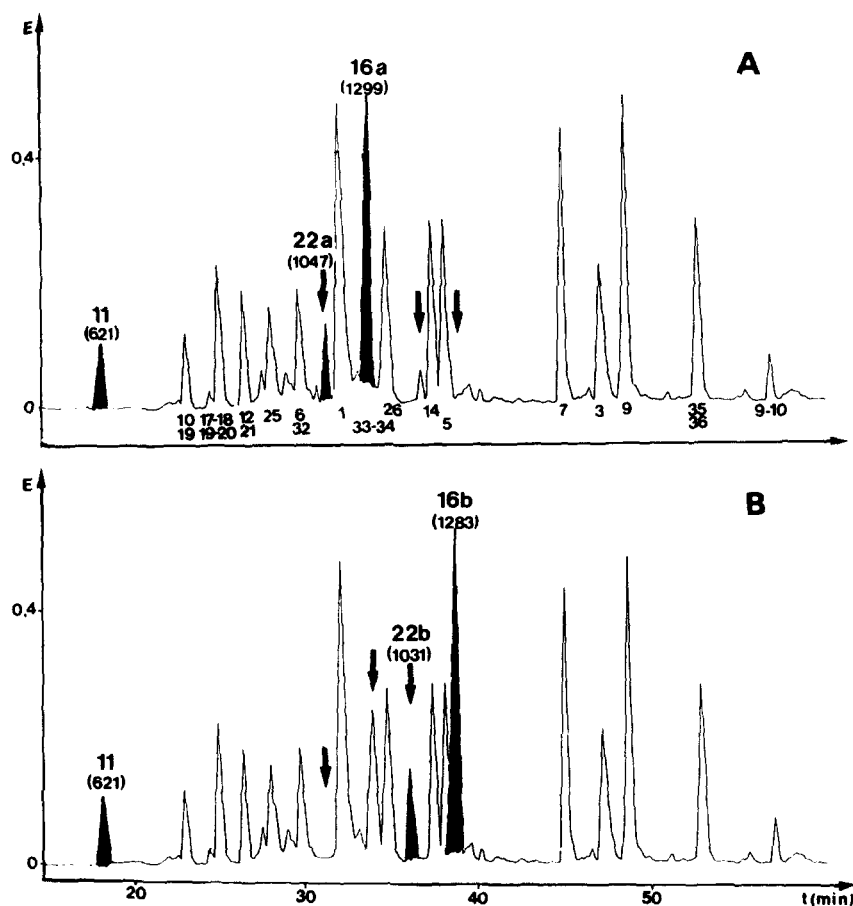 E
A
16a
(1299)
0,4
22a
(1047)
11
(621)
0
10 17-18 12 25 6 1 26 14 7 3 9 35 9-10
19 19-20 21 32 33-34 5 36
E
B
16b
(1283)
0,4
22b
(1031)
11
(621)
0
20 30 40 50 t(min)